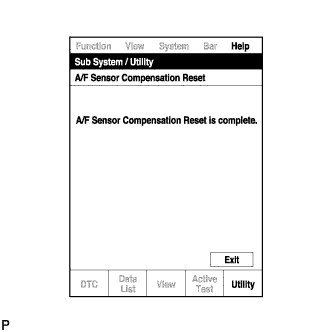 Function View System Bar Help
Sub System / Utility
A/F Sensor Compensation Reset
A/F Sensor Compensation Reset is complete.
Exit
DTC Data List View Active Test Utility
P